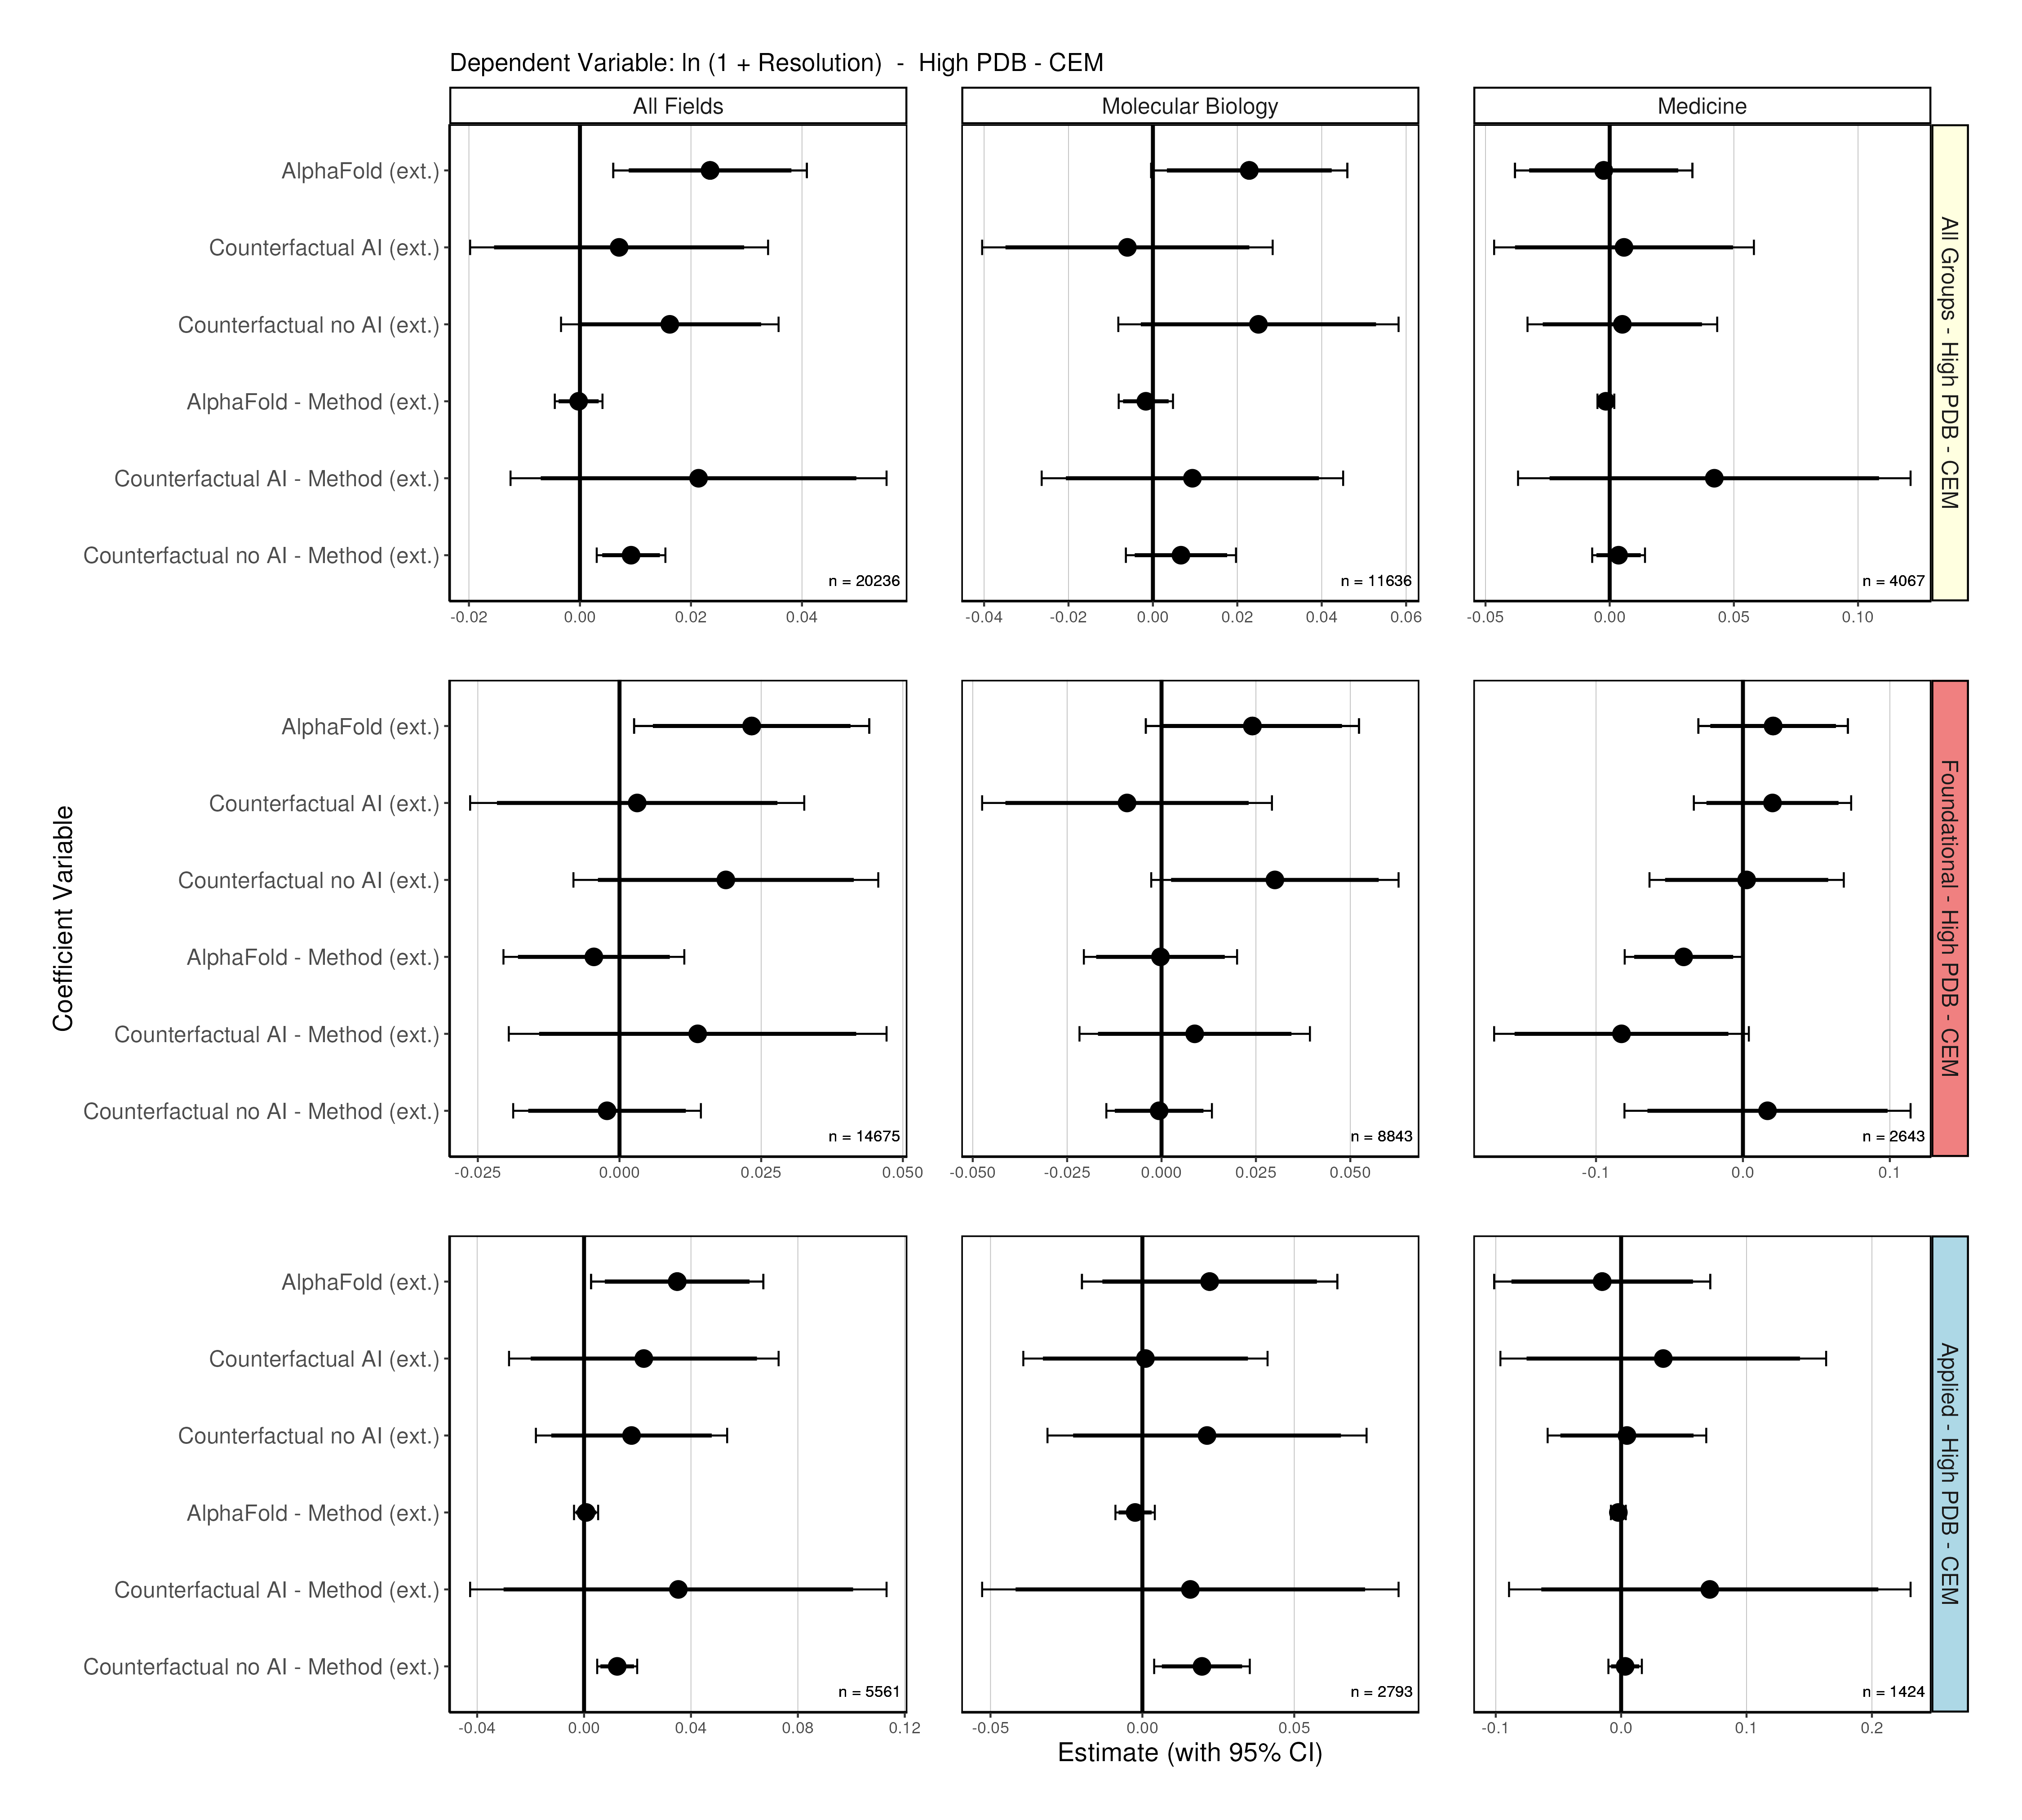 Dependent Variable: ln (1 + Resolution)  -  High PDB - CEM
All Fields
Molecular Biology
Medicine
AlphaFold (ext.)
Counterfactual AI (ext.)
Counterfactual no AI (ext.)
AlphaFold - Method (ext.)
Counterfactual AI - Method (ext.)
Counterfactual no AI - Method (ext.)
n = 20236
n = 11636
n = 4067
-0.02 0.00 0.02 0.04
-0.04 -0.02 0.00 0.02 0.04 0.06
-0.05 0.00 0.05 0.10
All Groups - High PDB - CEM
Coefficient Variable
AlphaFold (ext.)
Counterfactual AI (ext.)
Counterfactual no AI (ext.)
AlphaFold - Method (ext.)
Counterfactual AI - Method (ext.)
Counterfactual no AI - Method (ext.)
n = 14675
n = 8843
n = 2643
-0.025 0.000 0.025 0.050
-0.050 -0.025 0.000 0.025 0.050
-0.1 0.0 0.1
Foundational - High PDB - CEM
AlphaFold (ext.)
Counterfactual AI (ext.)
Counterfactual no AI (ext.)
AlphaFold - Method (ext.)
Counterfactual AI - Method (ext.)
Counterfactual no AI - Method (ext.)
n = 5561
n = 2793
n = 1424
-0.04 0.00 0.04 0.08 0.12
-0.05 0.00 0.05
-0.1 0.0 0.1 0.2
Applied - High PDB - CEM
Estimate (with 95% CI)